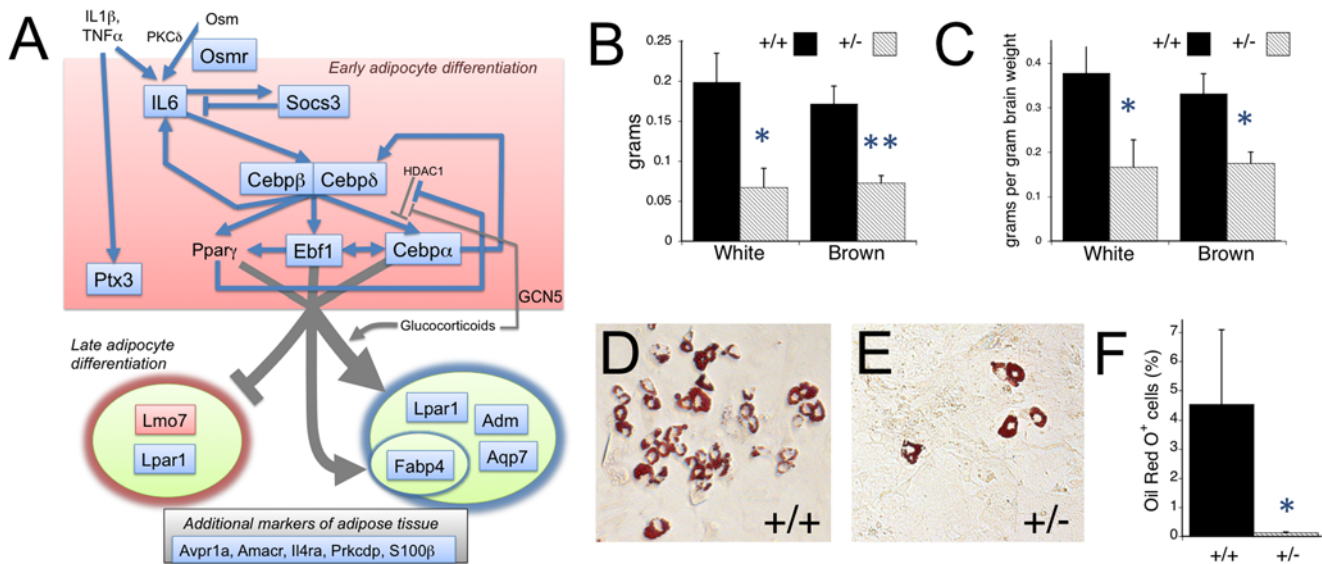 A
IL1β,
TNFα
PKCδ
Osm
Osmr
Early adipocyte differentiation
IL6
Socs3
Cebpβ
Cebpδ
HDAC1
Pparγ
Ebf1
Cebpα
Ptx3
GCN5
Glucocorticoids
Late adipocyte
differentiation
Lmo7
Lpar1
Lpar1
Adm
Aqp7
Fabp4
Additional markers of adipose tissue
Avpr1a, Amacr, Il4ra, Prkcdp, S100β
B
+/+
+/-
grams
0.25
0.2
0.15
0.1
0.05
0
*
**
White
Brown
C
+/+
+/-
grams per gram brain weight
0.4
0.3
0.2
0.1
0
*
*
White
Brown
D
+/+
E
+/-
F
Oil Red O⁺ cells (%)
7
6
5
4
3
2
1
0
*
+/+
+/-